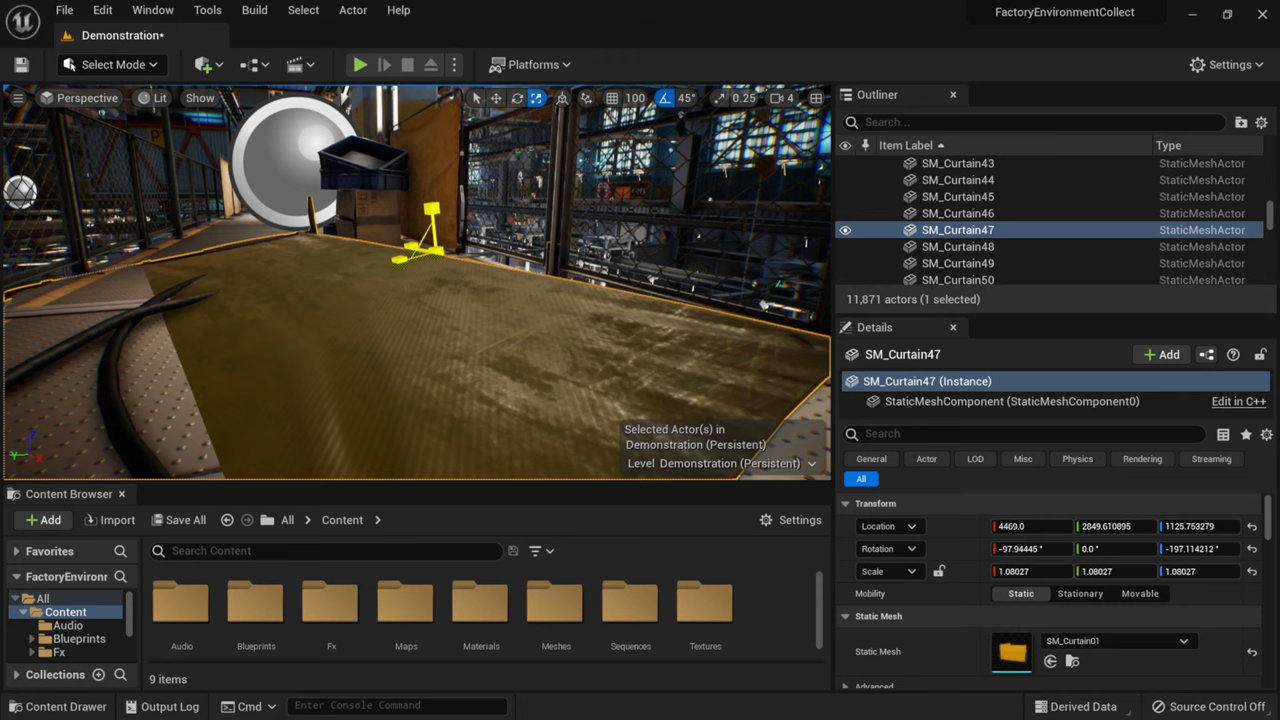 File Edit Window Tools Build Select Actor Help
FactoryEnvironmentCollect
Demonstration*
Select Mode
Platforms
Settings
Perspective Lit Show
100 45° 0.25 4
Selected Actor(s) in
Demonstration (Persistent)
Level Demonstration (Persistent)
Outliner
Search...
Item Label Type
SM_Curtain43 StaticMeshActor
SM_Curtain44 StaticMeshActor
SM_Curtain45 StaticMeshActor
SM_Curtain46 StaticMeshActor
SM_Curtain47 StaticMeshActor
SM_Curtain48 StaticMeshActor
SM_Curtain49 StaticMeshActor
SM_Curtain50 StaticMeshActor
11,871 actors (1 selected)
Details
SM_Curtain47
+ Add
SM_Curtain47 (Instance)
StaticMeshComponent (StaticMeshComponent0) Edit in C++
Search
General Actor LOD Misc Physics Rendering Streaming
All
Transform
Location 4469.0 2849.610895 1125.753279
Rotation -97.94445° 0.0° -197.114212°
Scale 1.08027 1.08027 1.08027
Mobility Static Stationary Movable
Static Mesh
Static Mesh SM_Curtain01
Advanced
Content Browser
+ Add Import Save All All Content Settings
Favorites
Search Content
FactoryEnvironr
All
Content
Audio
Blueprints
Fx
Collections
Audio Blueprints Fx Maps Materials Meshes Sequences Textures
9 items
Content Drawer Output Log Cmd Enter Console Command Derived Data Source Control Off